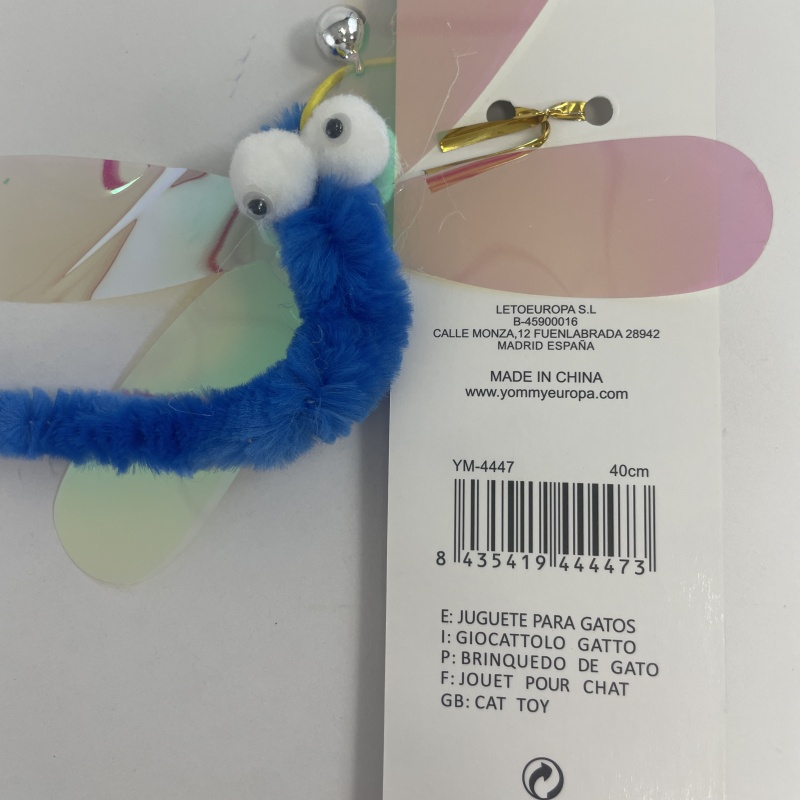 LETOEUROPA S.L
B-45900016
CALLE MONZA,12 FUENLABRADA 28942
MADRID ESPAÑA
MADE IN CHINA
www.yommyeuropa.com
YM-4447 40cm
8 435419 444473
E: JUGUETE PARA GATOS
I: GIOCATTOLO GATTO
P: BRINQUEDO DE GATO
F: JOUET POUR CHAT
GB: CAT TOY